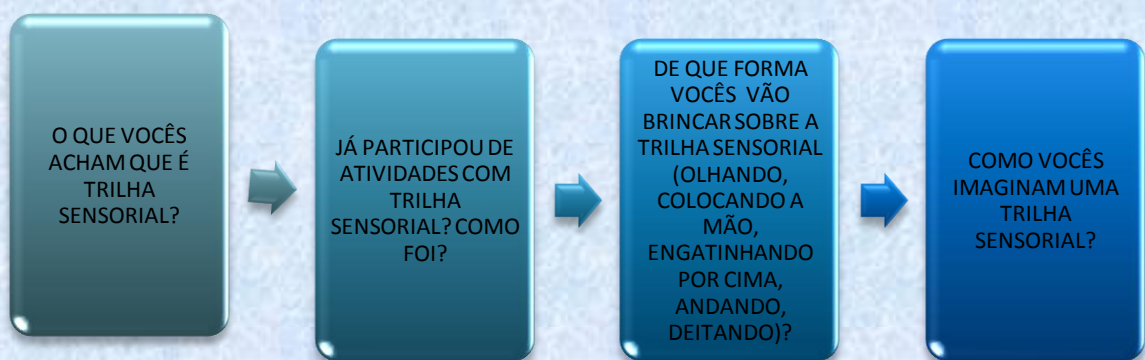 O QUE VOCÊS
ACHAM QUE É
TRILHA
SENSORIAL?
JÁ PARTICIPOU DE
ATIVIDADES COM
TRILHA
SENSORIAL? COMO
FOI?
DE QUE FORMA
VOCÊS VÃO
BRINCAR SOBRE A
TRILHA SENSORIAL
(OLHANDO,
COLOCANDO A
MÃO,
ENGATINHANDO
POR CIMA,
ANDANDO,
DEITANDO)?
COMO VOCÊS
IMAGINAM UMA
TRILHA
SENSORIAL?